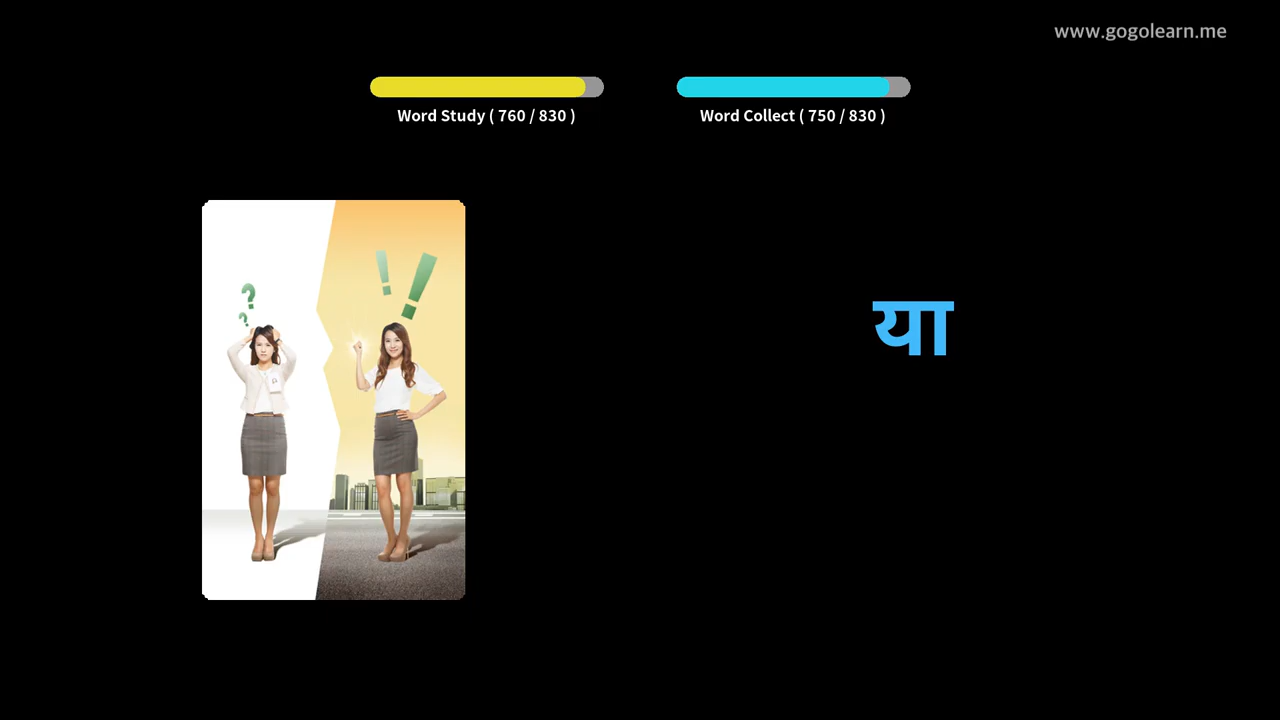 www.gogolearn.me
Word Study ( 760 / 830 )
Word Collect ( 750 / 830 )
? ? ! !
या